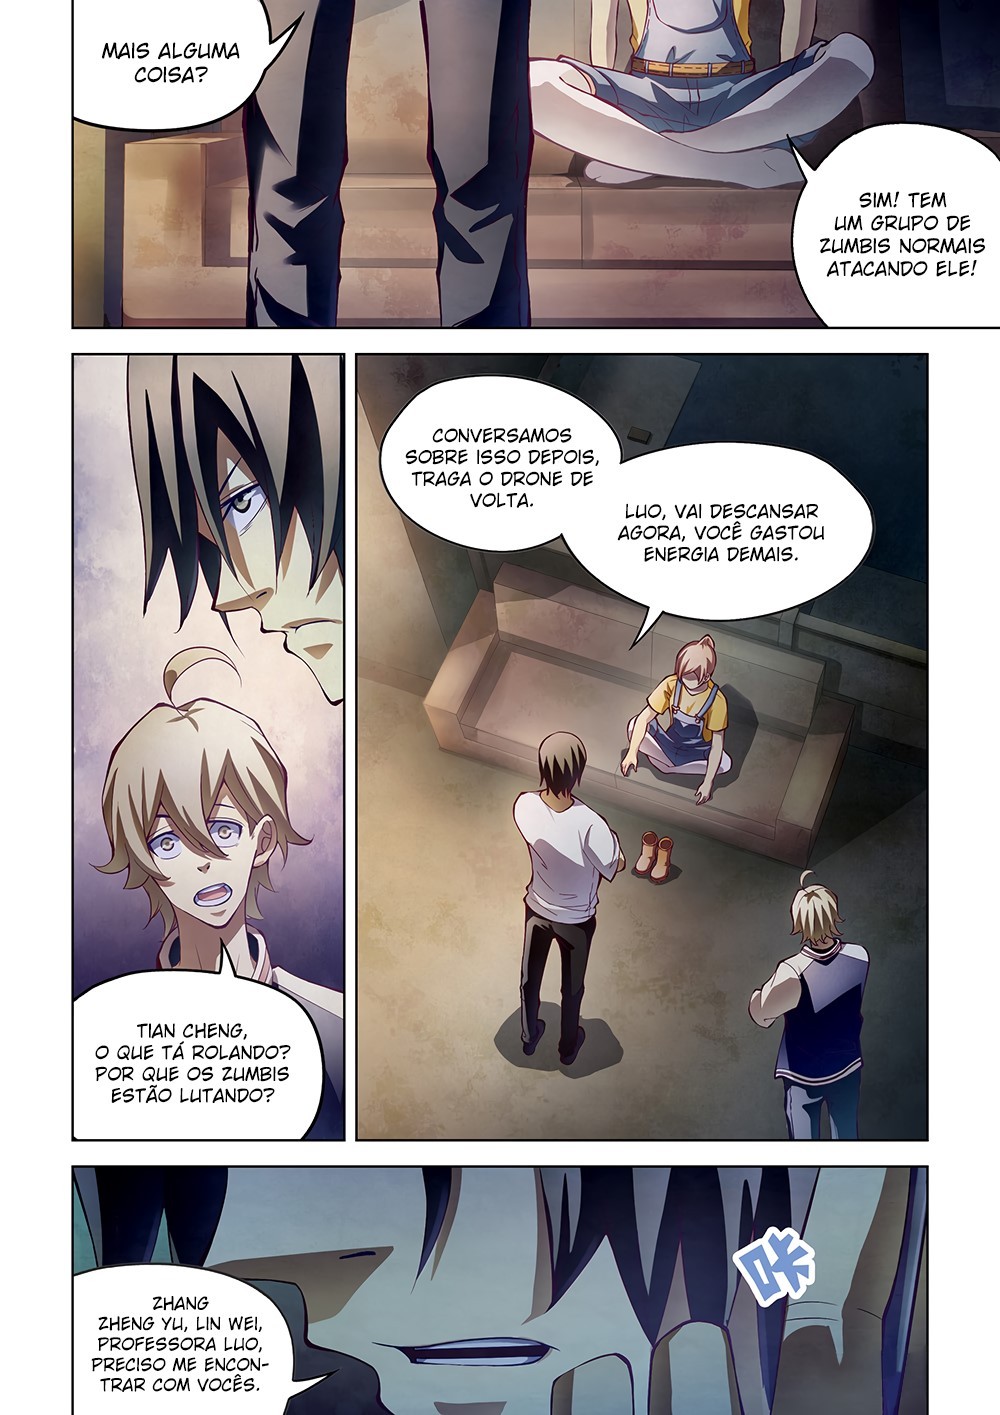 MAIS ALGUMA
COISA?
SIM! TEM
UM GRUPO DE
ZUMBIS NORMAIS
ATACANDO ELE!
TIAN CHENG,
O QUE TÁ ROLANDO?
POR QUE OS ZUMBIS
ESTÃO LUTANDO?
CONVERSAMOS
SOBRE ISSO DEPOIS,
TRAGA O DRONE DE
VOLTA.
LUO, VAI DESCANSAR
AGORA, VOCÊ GASTOU
ENERGIA DEMAIS.
咔
ZHANG
ZHENG YU, LIN WEI,
PROFESSORA LUO,
PRECISO ME ENCON-
TRAR COM VOCÊS.